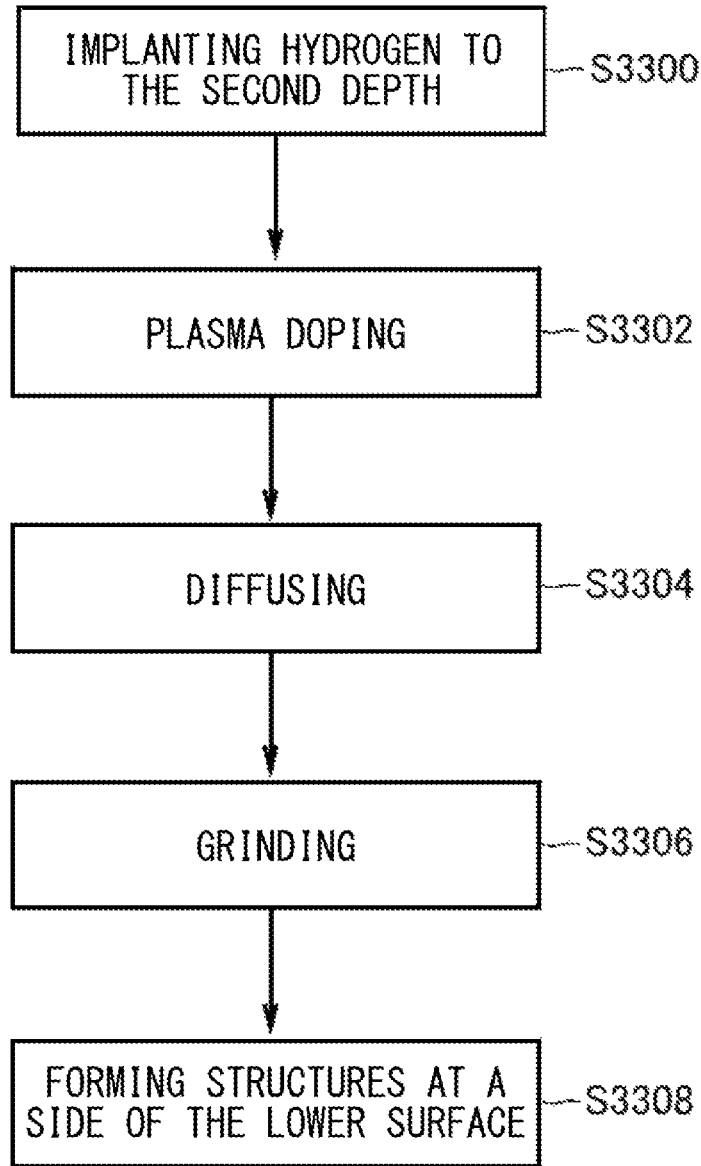 IMPLANTING HYDROGEN TO
THE SECOND DEPTH
S3300
PLASMA DOPING
S3302
DIFFUSING
S3304
GRINDING
S3306
FORMING STRUCTURES AT A
SIDE OF THE LOWER SURFACE
S3308